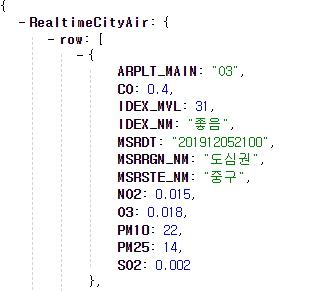 {
- RealtimeCityAir: {
- row: [
- {
ARPLT_MAIN: "O3",
CO: 0.4,
IDEX_MVL: 31,
IDEX_NM: "좋음",
MSRDT: "201912052100",
MSRRGN_NM: "도심권",
MSRSTE_NM: "중구",
NO2: 0.015,
O3: 0.018,
PM10: 22,
PM25: 14,
SO2: 0.002
},